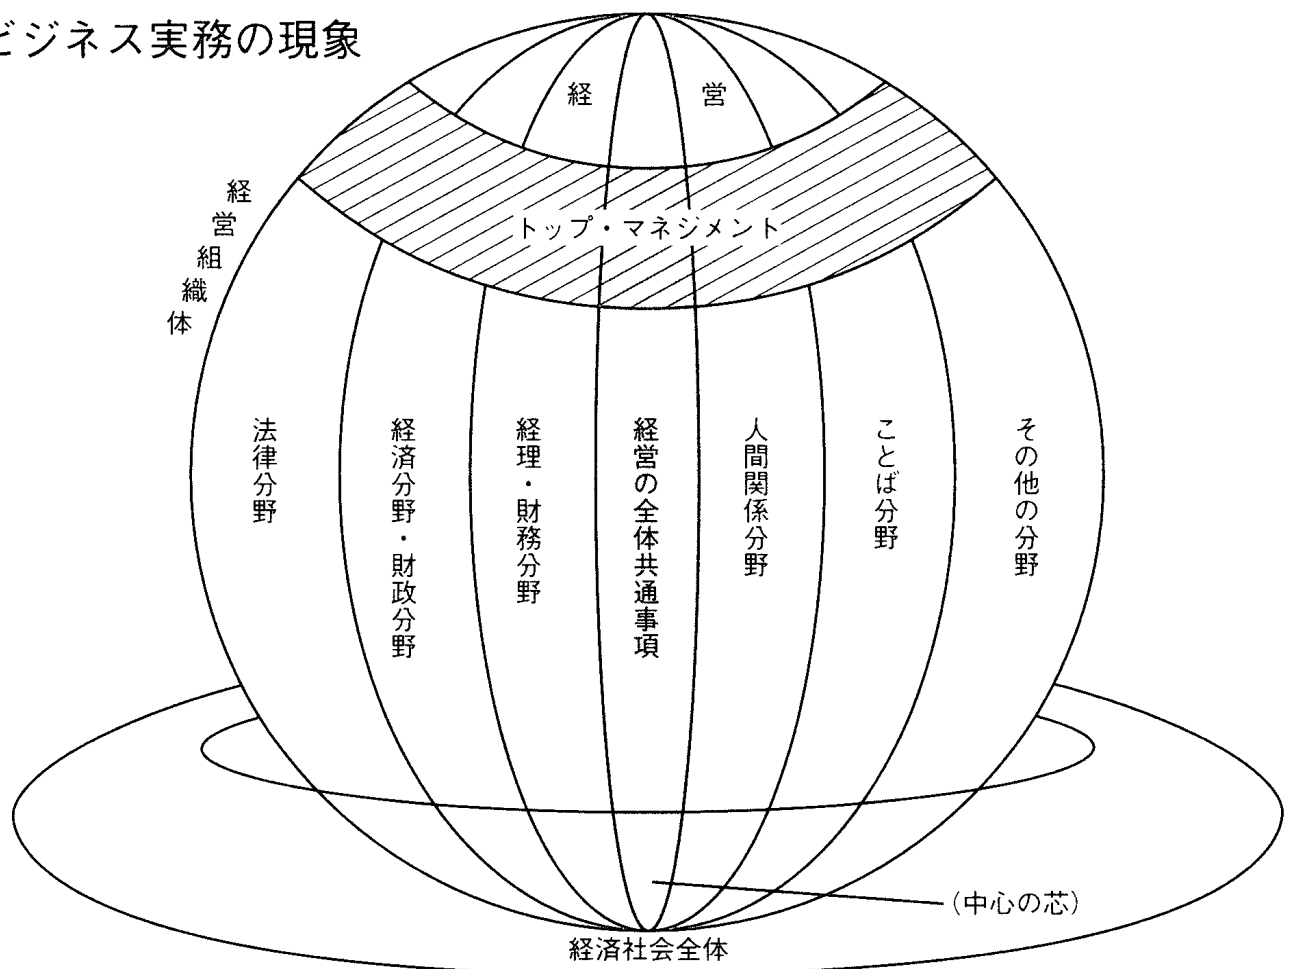 ビジネス実務の現象
経営
経営組織体
トップ・マネジメント
法律分野
経済分野・財政分野
経理・財務分野
経営の全体共通事項
人間関係分野
ことば分野
その他の分野
(中心の芯)
経済社会全体